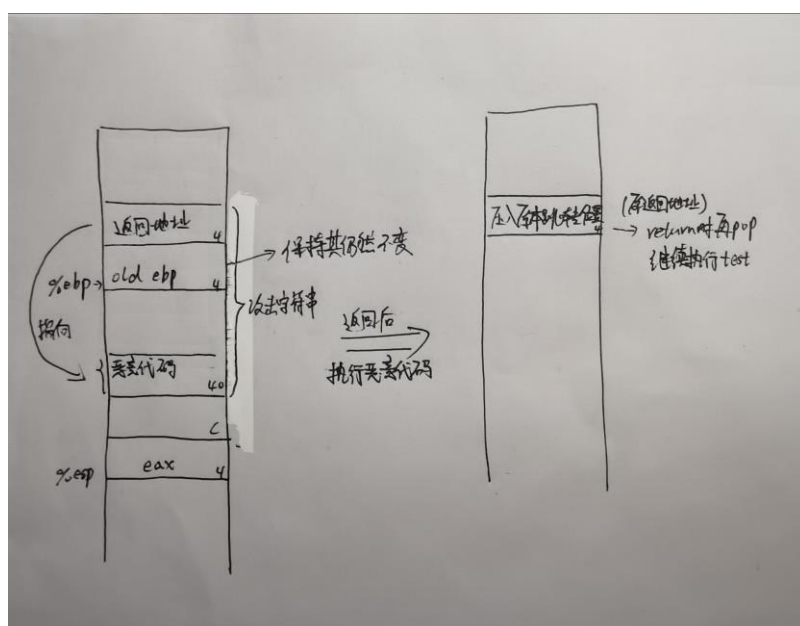 返回地址
4
%ebp
old ebp
4
保持其仍然不变
攻击字符串
指向
恶意代码
40
C
%esp
eax
4
返回后
执行恶意代码
压入原本跳转位置
4
(原返回地址)
return时再pop
继续执行test